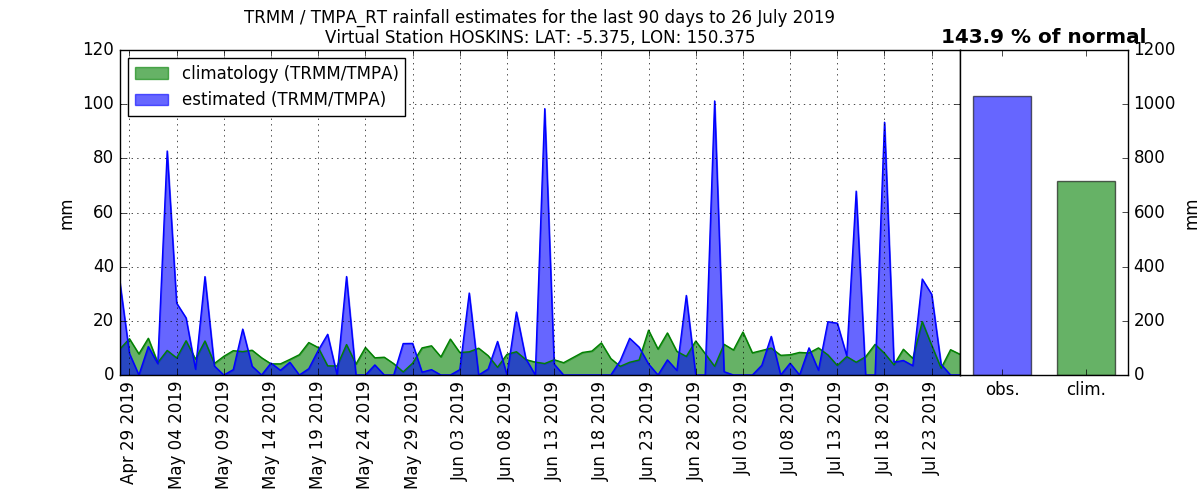 TRMM / TMPA_RT rainfall estimates for the last 90 days to 26 July 2019
Virtual Station HOSKINS: LAT: -5.375, LON: 150.375
143.9 % of normal
climatology (TRMM/TMPA)
estimated (TRMM/TMPA)
mm
120
100
80
60
40
20
0
Apr 29 2019
May 04 2019
May 09 2019
May 14 2019
May 19 2019
May 24 2019
May 29 2019
Jun 03 2019
Jun 08 2019
Jun 13 2019
Jun 18 2019
Jun 23 2019
Jun 28 2019
Jul 03 2019
Jul 08 2019
Jul 13 2019
Jul 18 2019
Jul 23 2019
obs.
clim.
1200
1000
800
600
400
200
0
mm